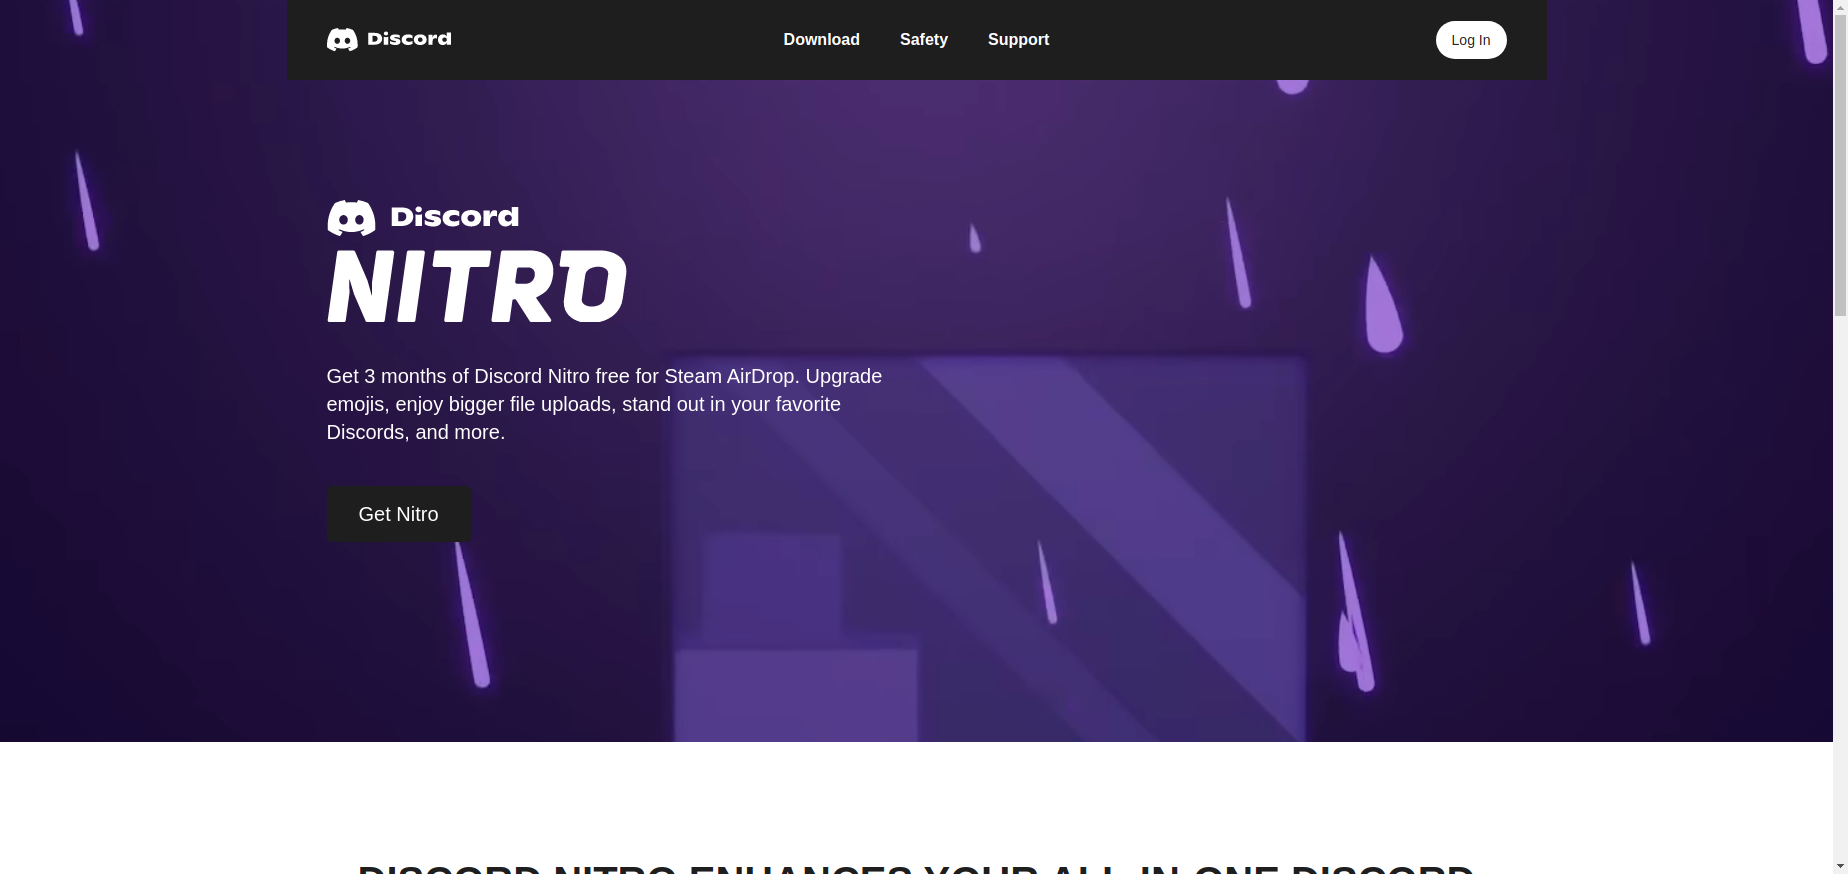 Discord
Download
Safety
Support
Log In
Discord
NITRO
Get 3 months of Discord Nitro free for Steam AirDrop. Upgrade
emojis, enjoy bigger file uploads, stand out in your favorite
Discords, and more.
Get Nitro
DISCORD NITRO ENHANCES YOUR ALL-IN-ONE DISCORD